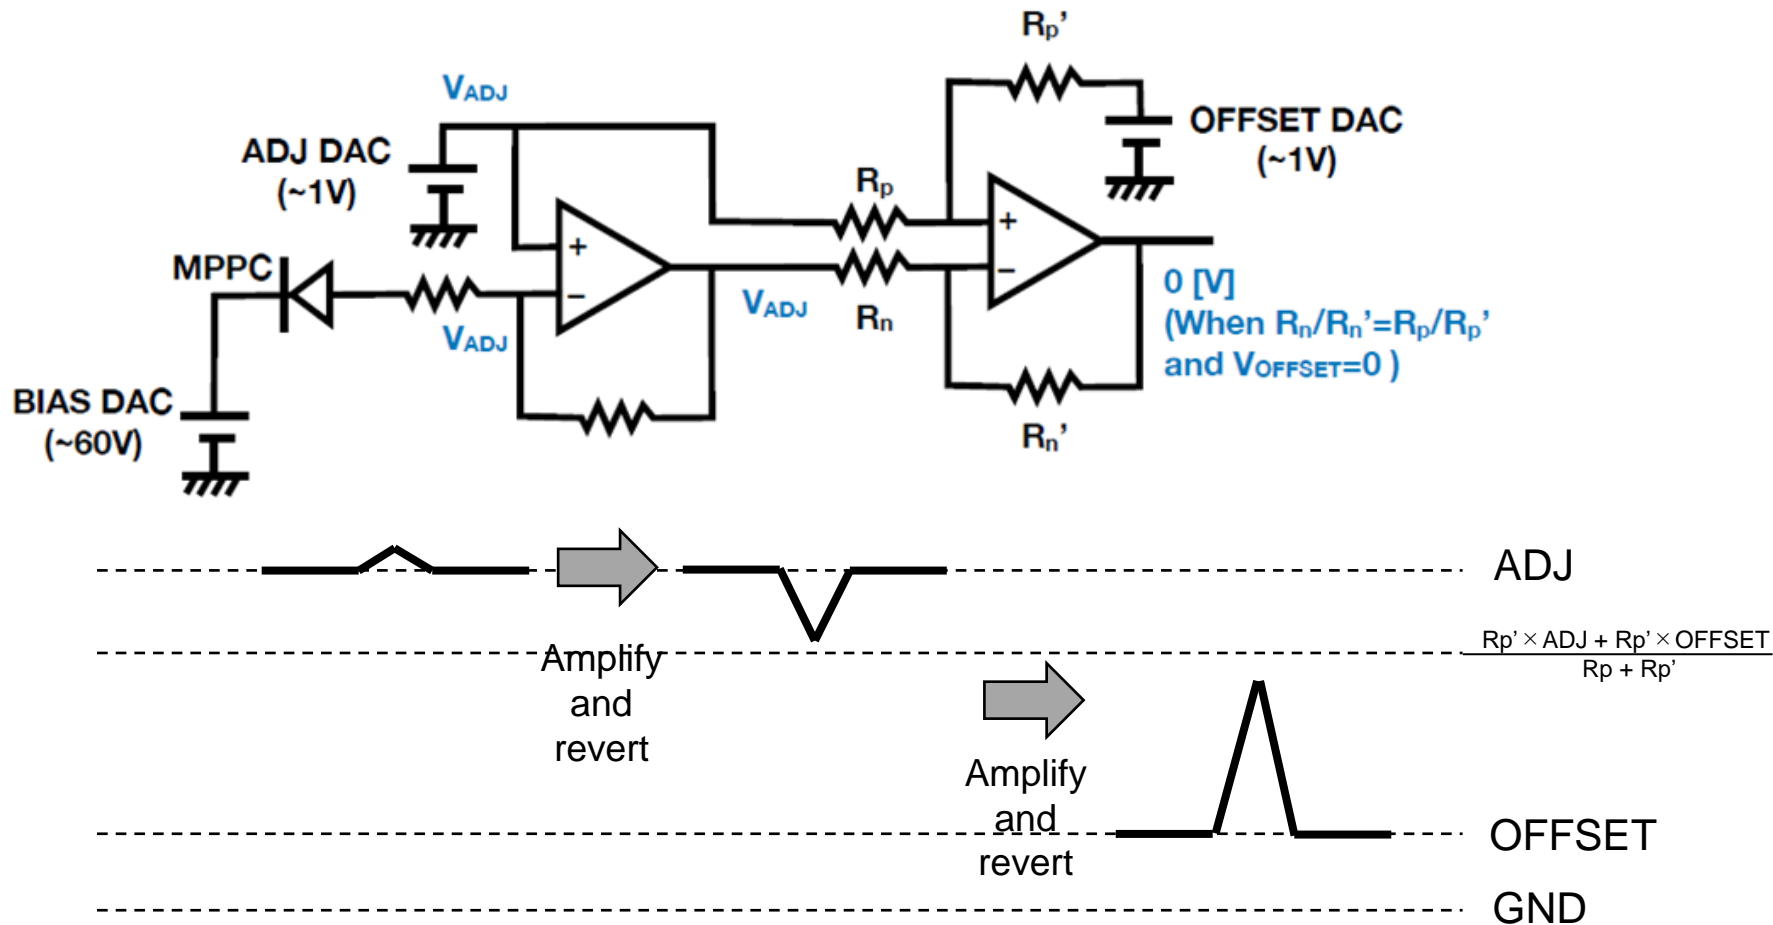 Rp’
VADJ
ADJ DAC
(~1V)
OFFSET DAC
(~1V)
Rp
+
+
MPPC
−
−
VADJ
VADJ
Rn
0 [V]
(When Rn/Rn’=Rp/Rp’
and VOFFSET=0 )
BIAS DAC
(~60V)
Rn’
ADJ
Amplify
and
revert
Rp’ × ADJ + Rp’ × OFFSET
Rp + Rp’
Amplify
and
revert
OFFSET
GND